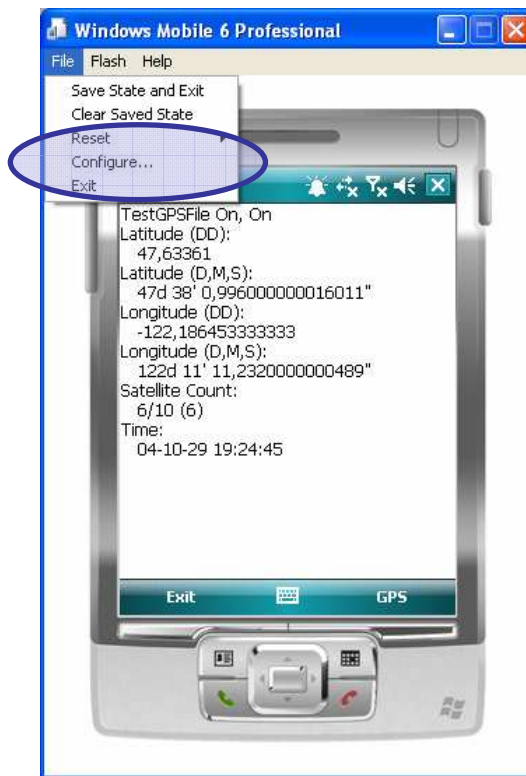 Windows Mobile 6 Professional
File Flash Help
Save State and Exit
Clear Saved State
Reset
Configure...
Exit
TestGPSFile On, On
Latitude (DD):
47,63361
Latitude (D,M,S):
47d 38' 0,996000000016011"
Longitude (DD):
-122,186453333333
Longitude (D,M,S):
122d 11' 11,2320000000489"
Satellite Count:
6/10 (6)
Time:
04-10-29 19:24:45
Exit GPS